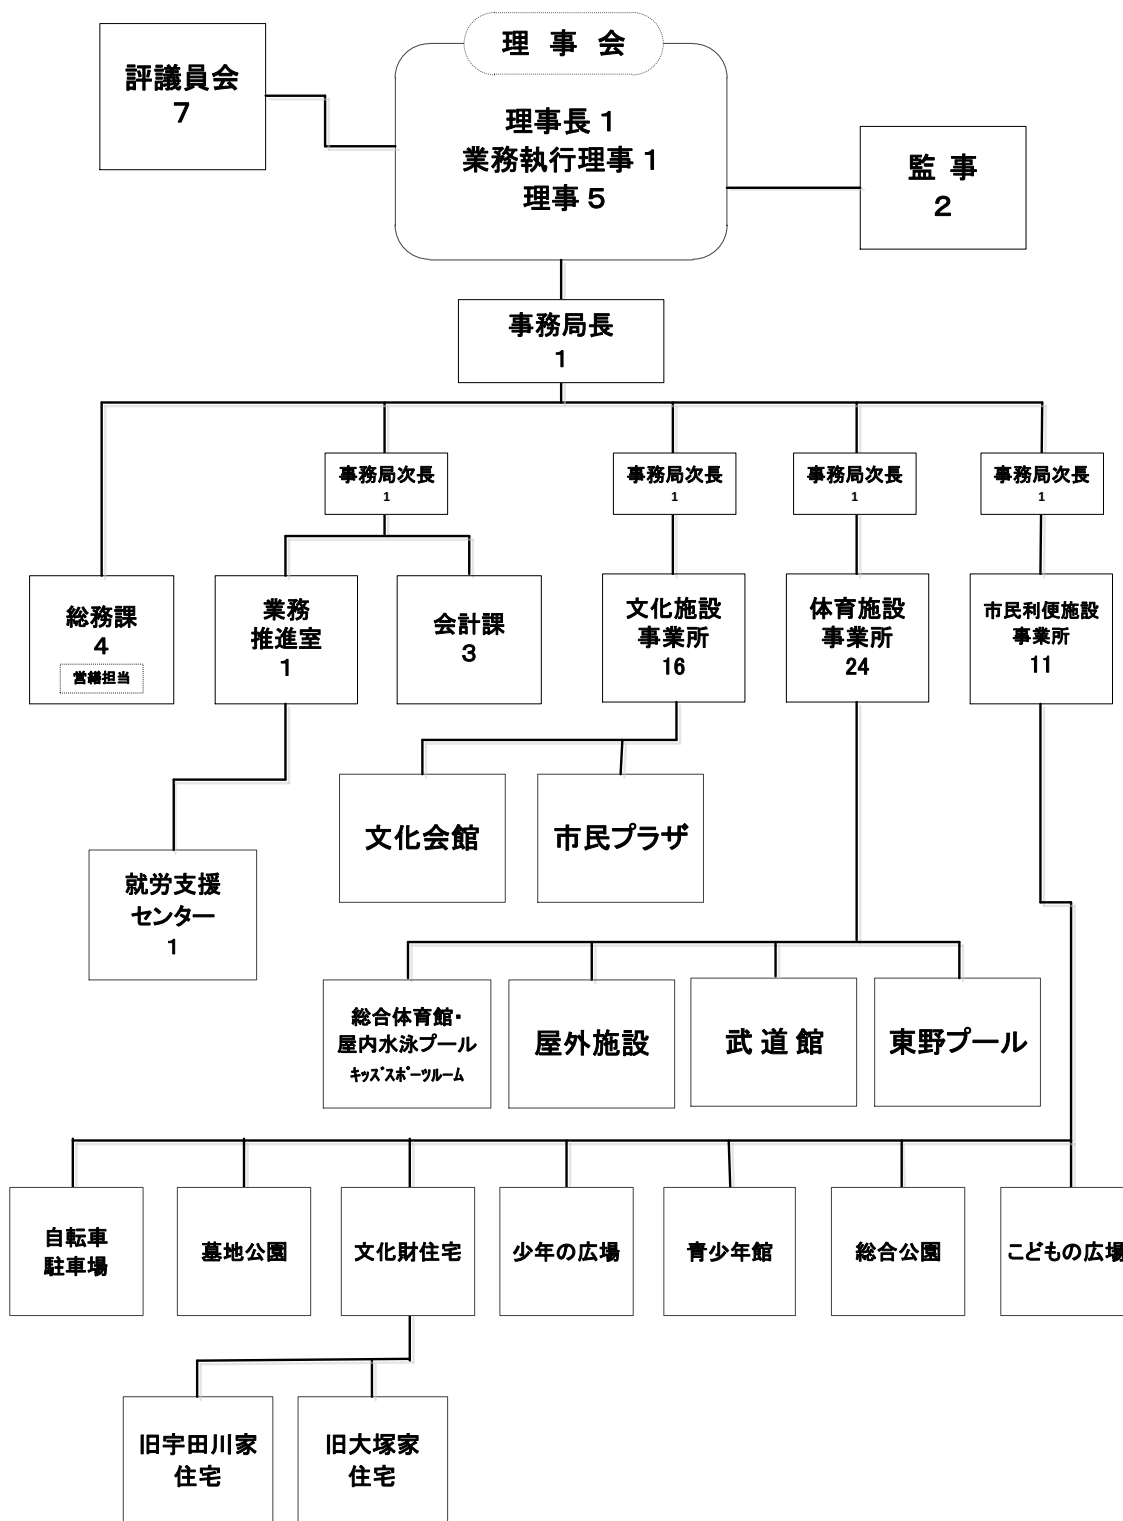 理 事 会
評議員会
7
理事長 1
業務執行理事 1
理事 5
監 事
2
事務局長
1
事務局次長
1
事務局次長
1
事務局次長
1
事務局次長
1
総務課
4
営繕担当
業務
推進室
1
会計課
3
文化施設
事業所
16
体育施設
事業所
24
市民利便施設
事業所
11
文化会館
市民プラザ
就労支援
センター
1
総合体育館・
屋内水泳プール
ｷｯｽﾞｽﾎﾟｰﾂﾙｰﾑ
屋外施設
武 道 館
東野プール
自転車
駐車場
墓地公園
文化財住宅
少年の広場
青少年館
総合公園
こどもの広場
旧宇田川家
住宅
旧大塚家
住宅